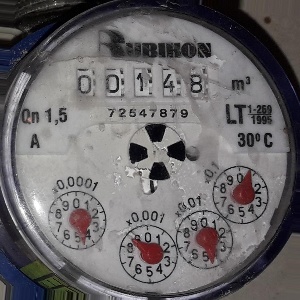 RUBIKON
00148 m³
Qn 1,5
72547879
LT 1-269
1995
A
30°C
x0,0001
x0,001
x0,01
x0,1